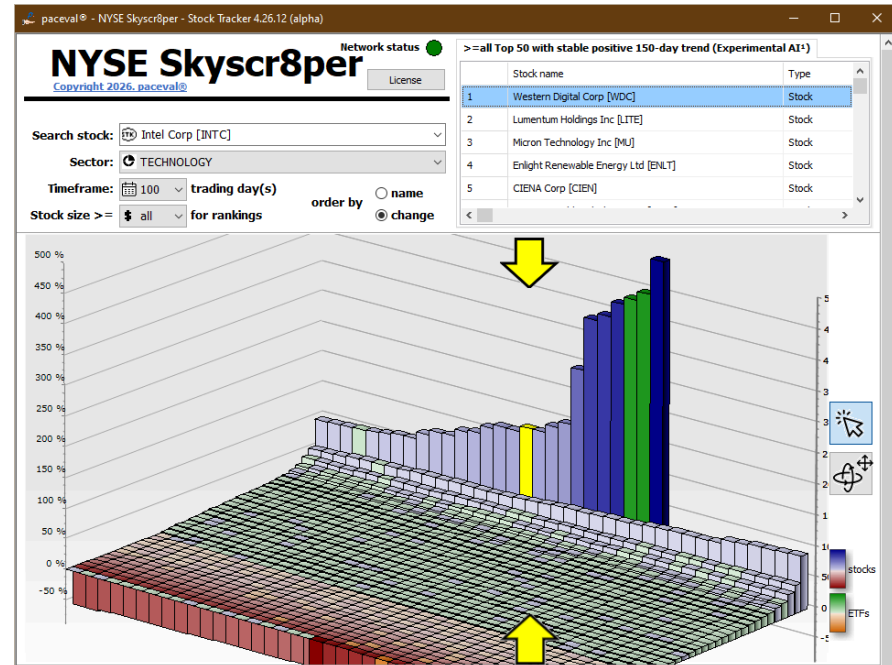 paceval® - NYSE Skyscr8per - Stock Tracker 4.26.12 (alpha)
NYSE Skyscr8per
Network status
Copyright 2026. paceval®
License
Search stock:
STK
Intel Corp [INTC]
Sector:
TECHNOLOGY
Timeframe:
100
trading day(s)
order by
name
change
Stock size >=
$
all
for rankings
>=all Top 50 with stable positive 150-day trend (Experimental AI¹)
Stock name Type
1 Western Digital Corp [WDC] Stock
2 Lumentum Holdings Inc [LITE] Stock
3 Micron Technology Inc [MU] Stock
4 Enlight Renewable Energy Ltd [ENLT] Stock
5 CIENA Corp [CIEN] Stock
500 %
450 %
400 %
350 %
300 %
250 %
200 %
150 %
100 %
50 %
0 %
-50 %
stocks
ETFs